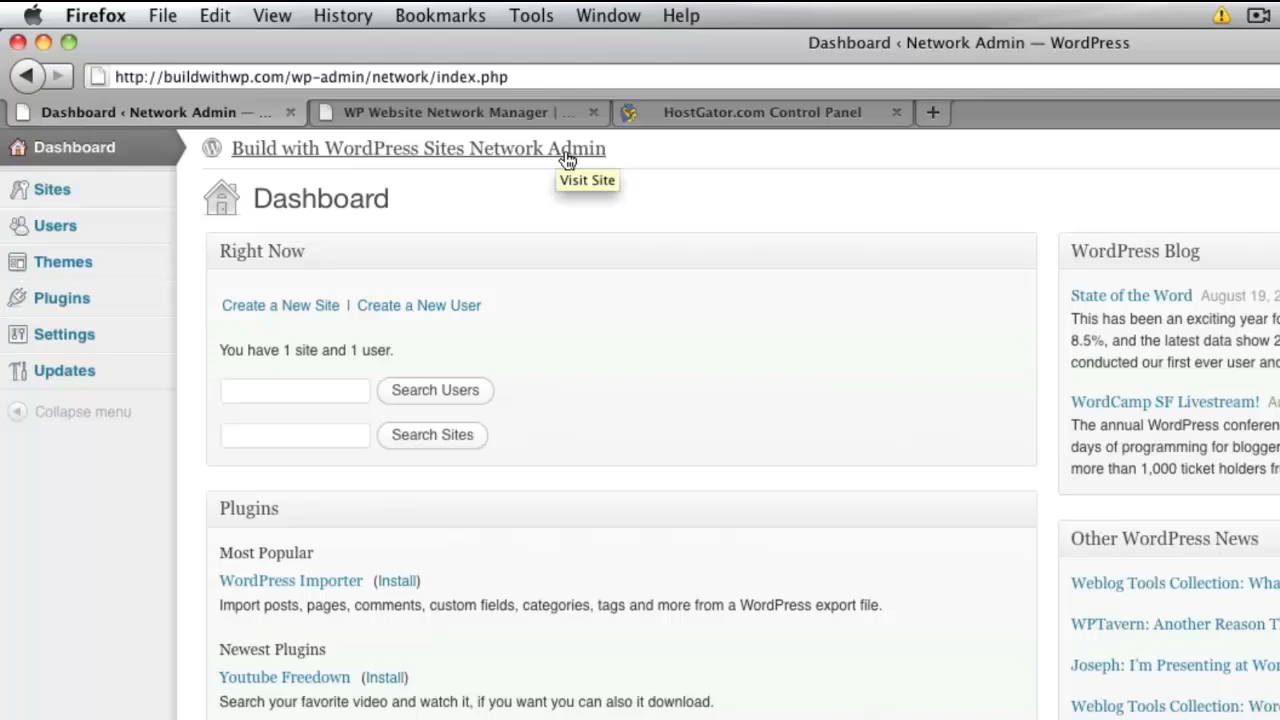 Firefox File Edit View History Bookmarks Tools Window Help
Dashboard ‹ Network Admin — WordPress
http://buildwithwp.com/wp-admin/network/index.php
Dashboard ‹ Network Admin — ...
WP Website Network Manager | ...
HostGator.com Control Panel
Dashboard
Sites
Users
Themes
Plugins
Settings
Updates
Collapse menu
Build with WordPress Sites Network Admin
Visit Site
Dashboard
Right Now
Create a New Site | Create a New User
You have 1 site and 1 user.
Search Users
Search Sites
Plugins
Most Popular
WordPress Importer (Install)
Import posts, pages, comments, custom fields, categories, tags and more from a WordPress export file.
Newest Plugins
Youtube Freedown (Install)
Search your favorite video and watch it, if you want you can also it download.
WordPress Blog
State of the Word August 19, 2
This has been an exciting year fo
8.5%, and the latest data show 2
conducted our first ever user and
WordCamp SF Livestream! Au
The annual WordPress conferen
days of programming for blogger
more than 1,000 ticket holders fr
Other WordPress News
Weblog Tools Collection: Wha
WPTavern: Another Reason T
Joseph: I'm Presenting at Wor
Weblog Tools Collection: Wor